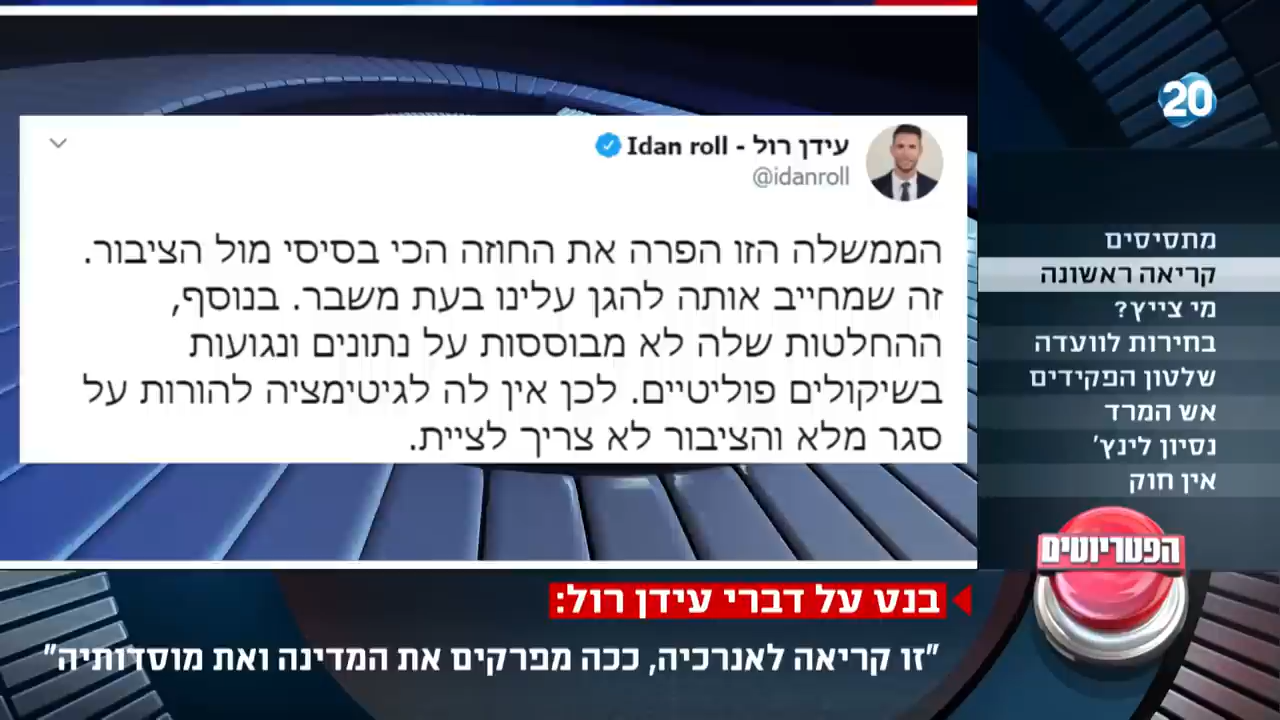 עידן רול - Idan roll
@idanroll
הממשלה הזו הפרה את החוזה הכי בסיסי מול הציבור.
זה שמחייב אותה להגן עלינו בעת משבר. בנוסף,
ההחלטות שלה לא מבוססות על נתונים ונגועות
בשיקולים פוליטיים. לכן אין לה לגיטימציה להורות על
סגר מלא והציבור לא צריך לציית.
20
מתסיסים
קריאה ראשונה
מי צייץ?
בחירות לוועדה
שלטון הפקידים
אש המרד
נסיון לינץ'
אין חוק
הפטריוטים
בנט על דברי עידן רול:
"זו קריאה לאנרכיה, ככה מפרקים את המדינה ואת מוסדותיה"